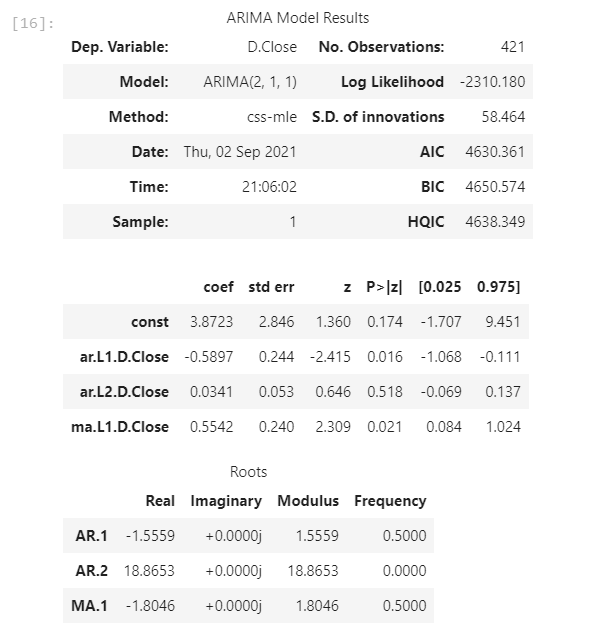 [16]:
ARIMA Model Results
Dep. Variable: D.Close No. Observations: 421
Model: ARIMA(2, 1, 1) Log Likelihood -2310.180
Method: css-mle S.D. of innovations 58.464
Date: Thu, 02 Sep 2021 AIC 4630.361
Time: 21:06:02 BIC 4650.574
Sample: 1 HQIC 4638.349
coef std err z P>|z| [0.025 0.975]
const 3.8723 2.846 1.360 0.174 -1.707 9.451
ar.L1.D.Close -0.5897 0.244 -2.415 0.016 -1.068 -0.111
ar.L2.D.Close 0.0341 0.053 0.646 0.518 -0.069 0.137
ma.L1.D.Close 0.5542 0.240 2.309 0.021 0.084 1.024
Roots
Real Imaginary Modulus Frequency
AR.1 -1.5559 +0.0000j 1.5559 0.5000
AR.2 18.8653 +0.0000j 18.8653 0.0000
MA.1 -1.8046 +0.0000j 1.8046 0.5000